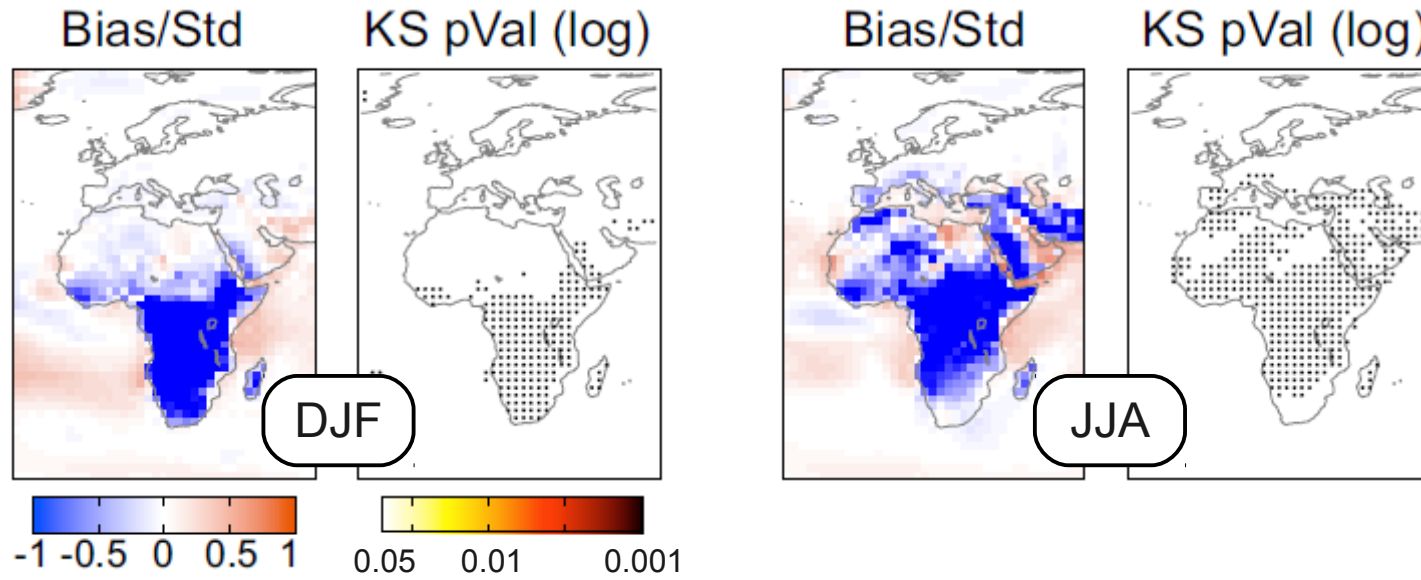 Bias/Std KS pVal (log) Bias/Std KS pVal (log)
DJF JJA
-1 -0.5 0 0.5 1 0.05 0.01 0.001